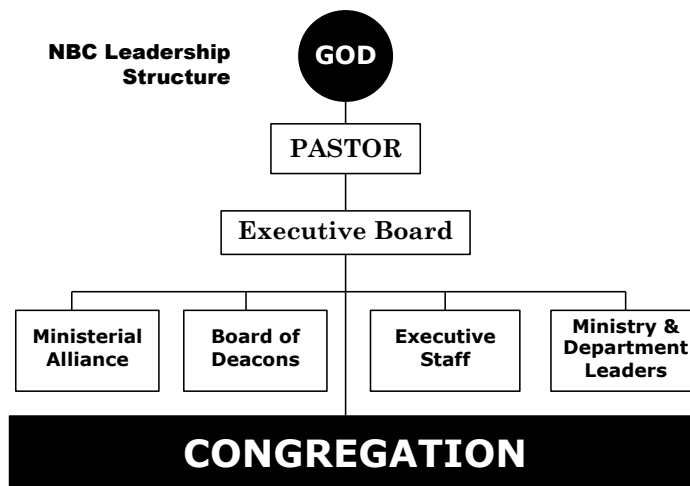 NBC Leadership
Structure
GOD
PASTOR
Executive Board
Ministerial
Alliance
Board of
Deacons
Executive
Staff
Ministry &
Department
Leaders
CONGREGATION